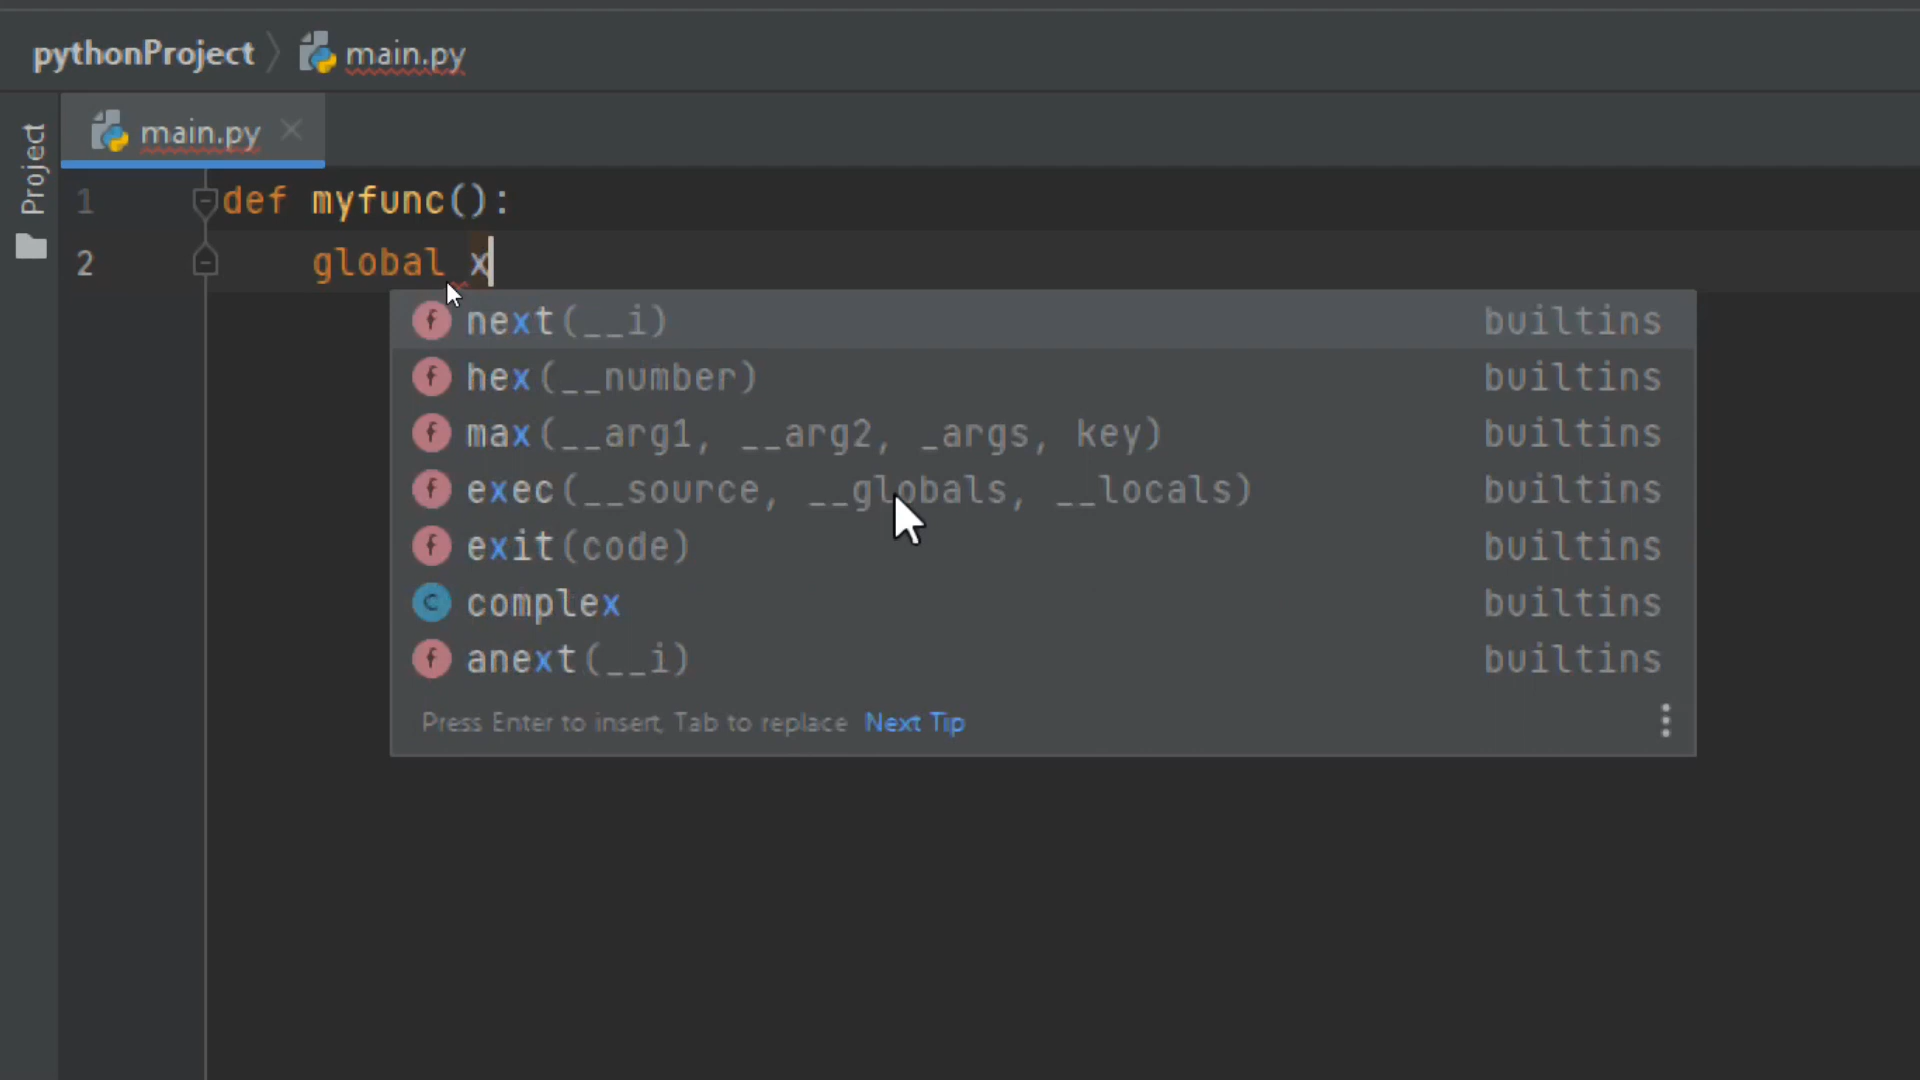 pythonProject main.py
main.py
Project
1 def myfunc():
2 global x
next(__i) builtins
hex(__number) builtins
max(__arg1, __arg2, _args, key) builtins
exec(__source, __globals, __locals) builtins
exit(code) builtins
complex builtins
anext(__i) builtins
Press Enter to insert, Tab to replace Next Tip